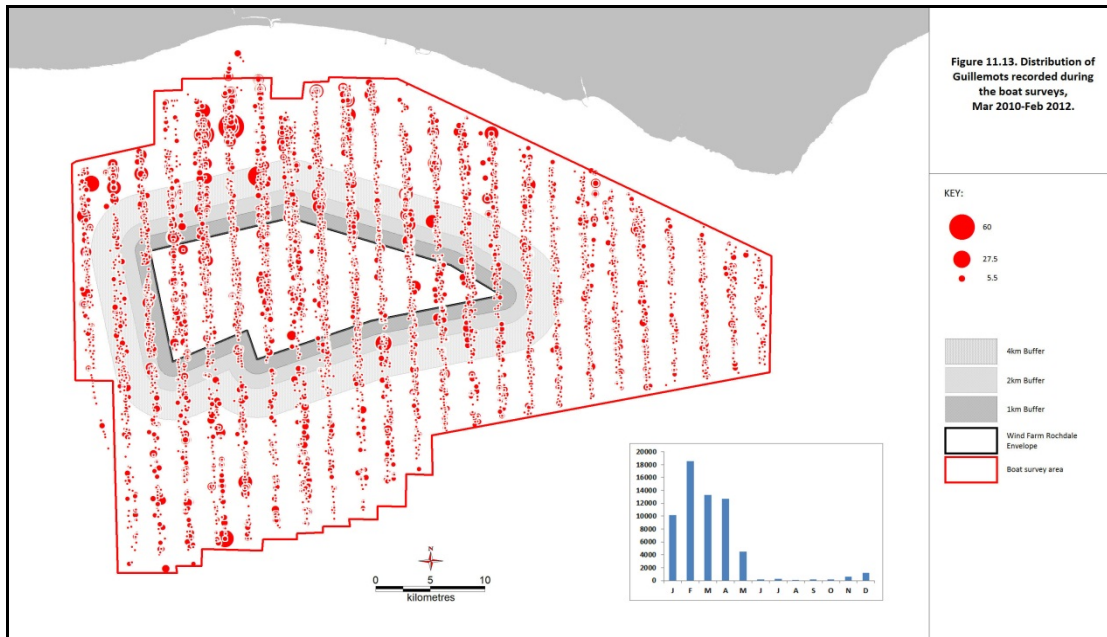 Figure 11.13. Distribution of
Guillemots recorded during
the boat surveys,
Mar 2010-Feb 2012.
KEY:
60
27.5
5.5
4km Buffer
2km Buffer
1km Buffer
Wind Farm Rochdale
Envelope
Boat survey area
20000
18000
16000
14000
12000
10000
8000
6000
4000
2000
0
J F M A M J J A S O N D
N
0 5 10
kilometres